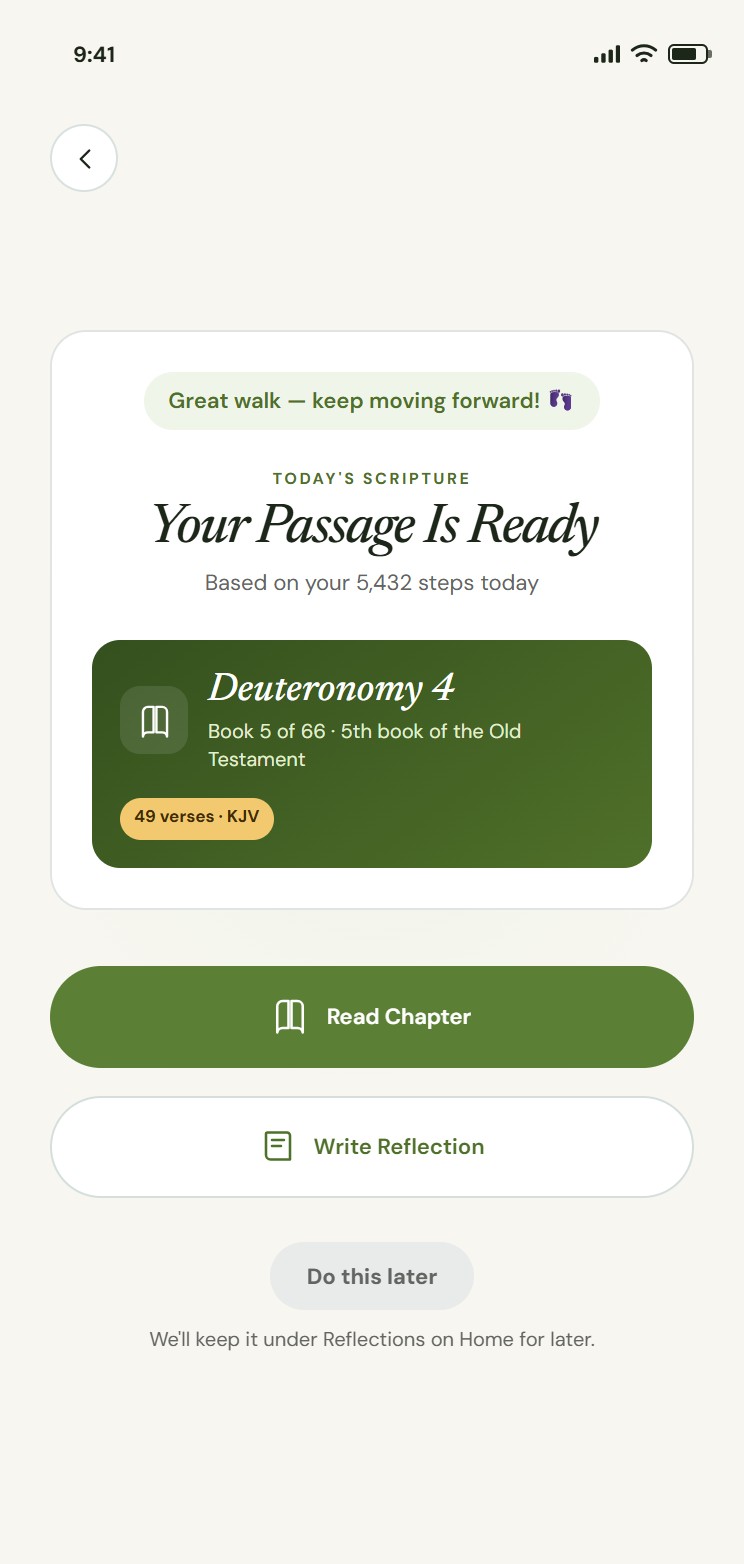 9:41
Great walk — keep moving forward! 👣
TODAY'S SCRIPTURE
Your Passage Is Ready
Based on your 5,432 steps today
Deuteronomy 4
Book 5 of 66 · 5th book of the Old
Testament
49 verses · KJV
Read Chapter
Write Reflection
Do this later
We'll keep it under Reflections on Home for later.